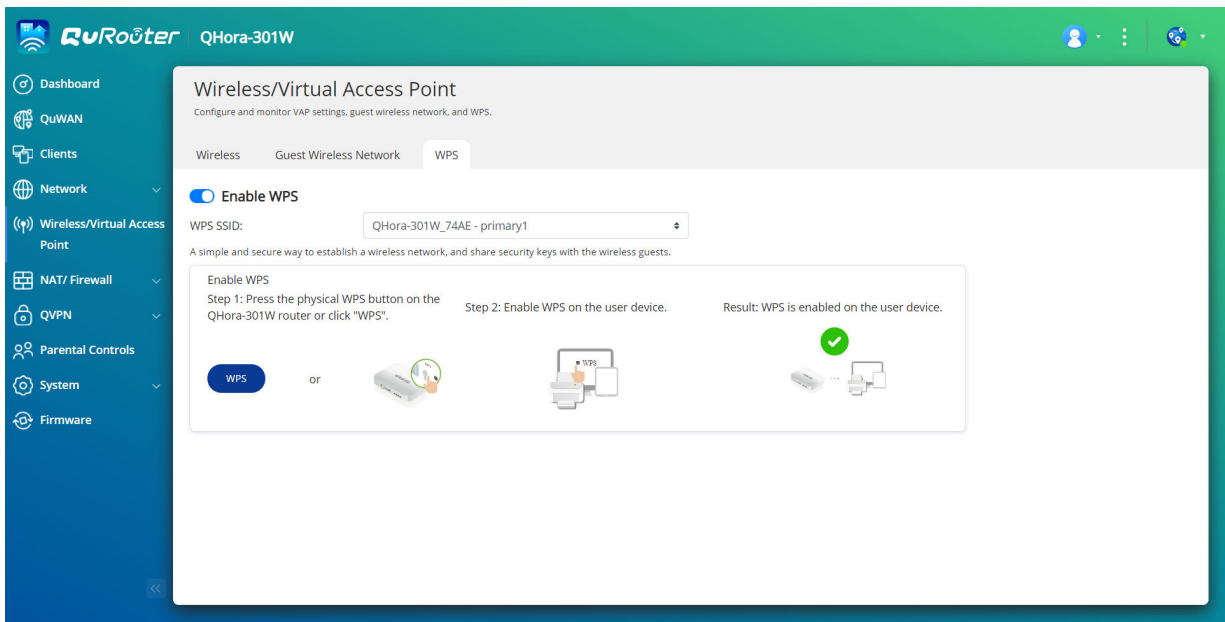 QuRouter QHora-301W
Dashboard
QuWAN
Clients
Network
Wireless/Virtual Access
Point
NAT/ Firewall
QVPN
Parental Controls
System
Firmware
Wireless/Virtual Access Point
Configure and monitor VAP settings, guest wireless network, and WPS.
Wireless Guest Wireless Network WPS
Enable WPS
WPS SSID: QHora-301W_74AE - primary1
A simple and secure way to establish a wireless network, and share security keys with the wireless guests.
Enable WPS
Step 1: Press the physical WPS button on the
QHora-301W router or click "WPS".
Step 2: Enable WPS on the user device.
Result: WPS is enabled on the user device.
WPS or
WPS